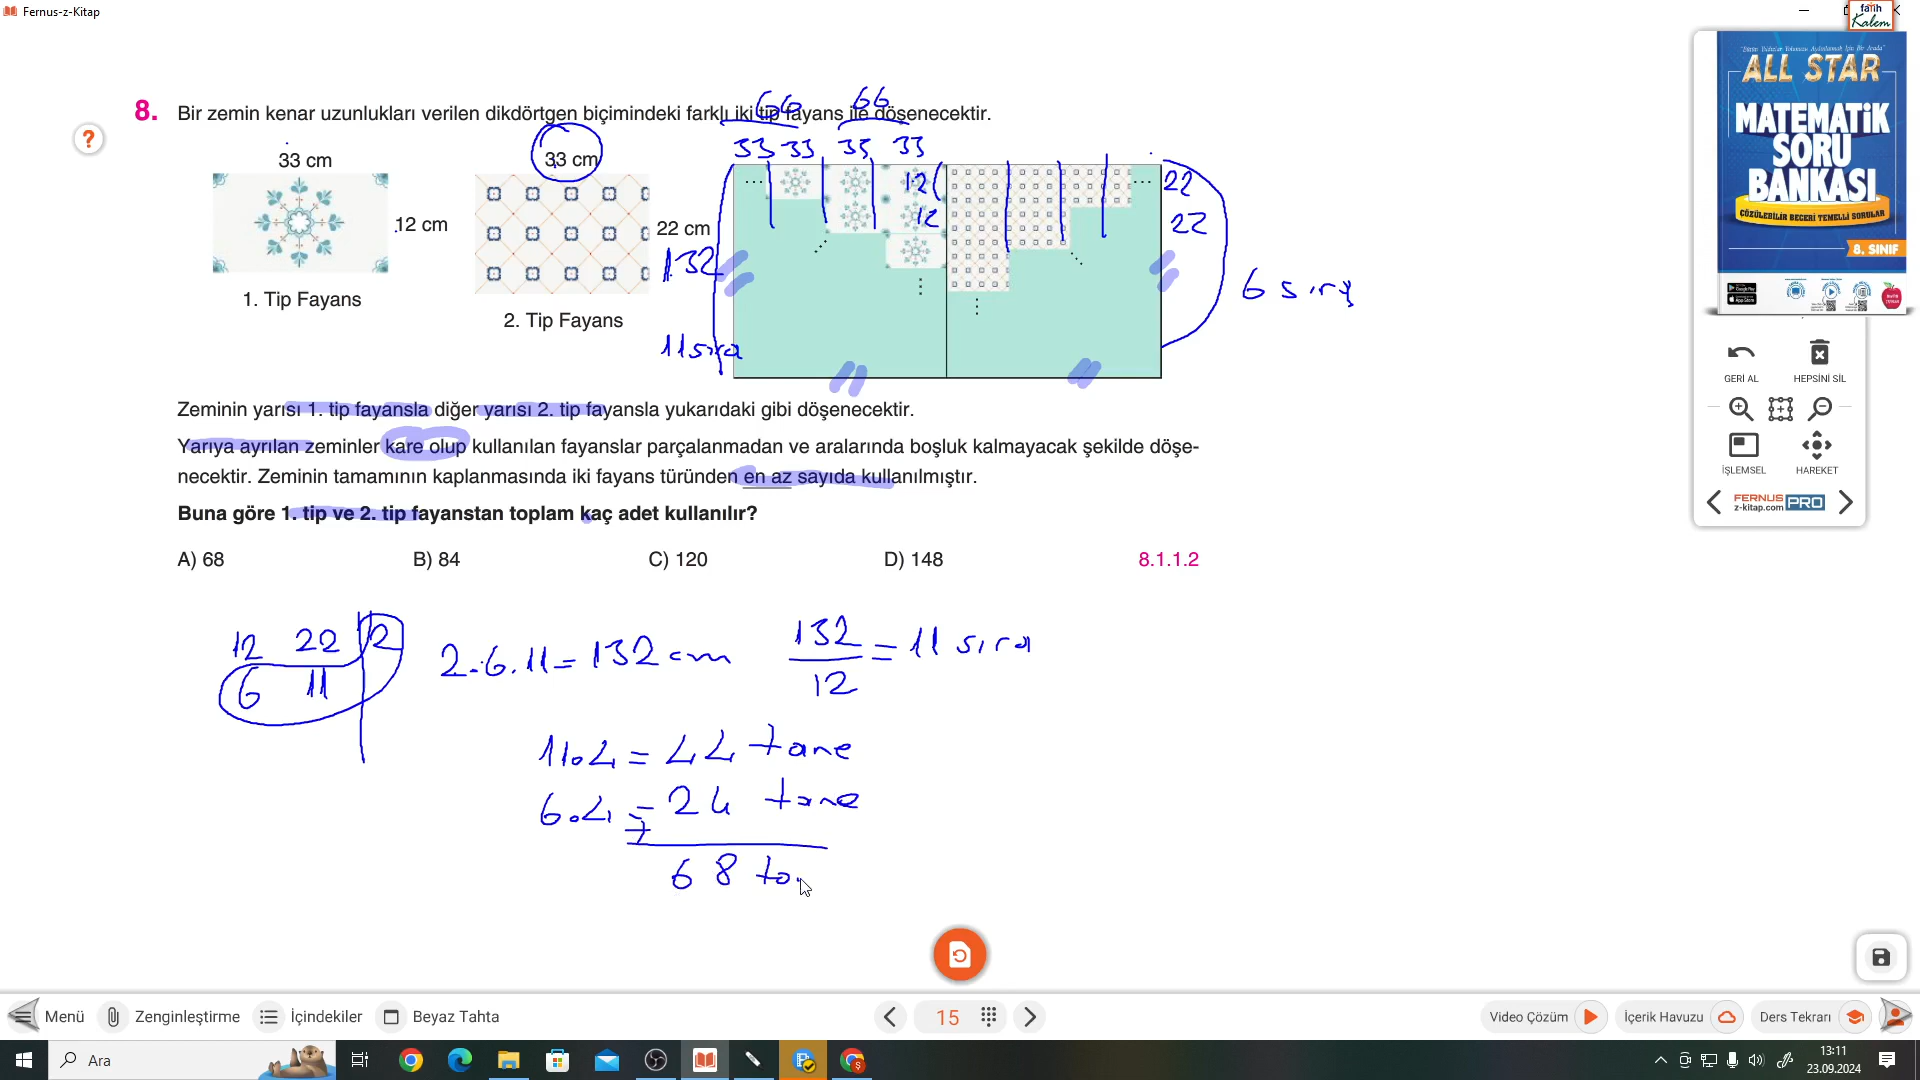 Fernus-z-Kitap
fatih
Kalem
8. Bir zemin kenar uzunlukları verilen dikdörtgen biçimindeki farklı iki tip fayans ile döşenecektir.
66 66
33 33 33 33
33 cm
12 cm
1. Tip Fayans
33 cm
22 cm
2. Tip Fayans
132
11 sıra
12
12
22
22
6 sıra
Zeminin yarısı 1. tip fayansla diğer yarısı 2. tip fayansla yukarıdaki gibi döşenecektir.
Yarıya ayrılan zeminler kare olup kullanılan fayanslar parçalanmadan ve aralarında boşluk kalmayacak şekilde döşe-
necektir. Zeminin tamamının kaplanmasında iki fayans türünden en az sayıda kullanılmıştır.
Buna göre 1. tip ve 2. tip fayanstan toplam kaç adet kullanılır?
A) 68 B) 84 C) 120 D) 148 8.1.1.2
12 22 2
6 11
2.6.11=132 cm
132
12
=11 sıra
11.4=44 tane
6.4=24 tane
+
68 ta
ALL STAR
MATEMATiK
SORU
BANKASI
ÇÖZÜLEBİLİR BECERİ TEMELLİ SORULAR
8. SINIF
GERİ AL HEPSİNİ SİL
İŞLEMSEL HAREKET
FERNUS
z-kitap.com PRO
Menü Zenginleştirme İçindekiler Beyaz Tahta 15 Video Çözüm İçerik Havuzu Ders Tekrarı
Ara
13:11
23.09.2024